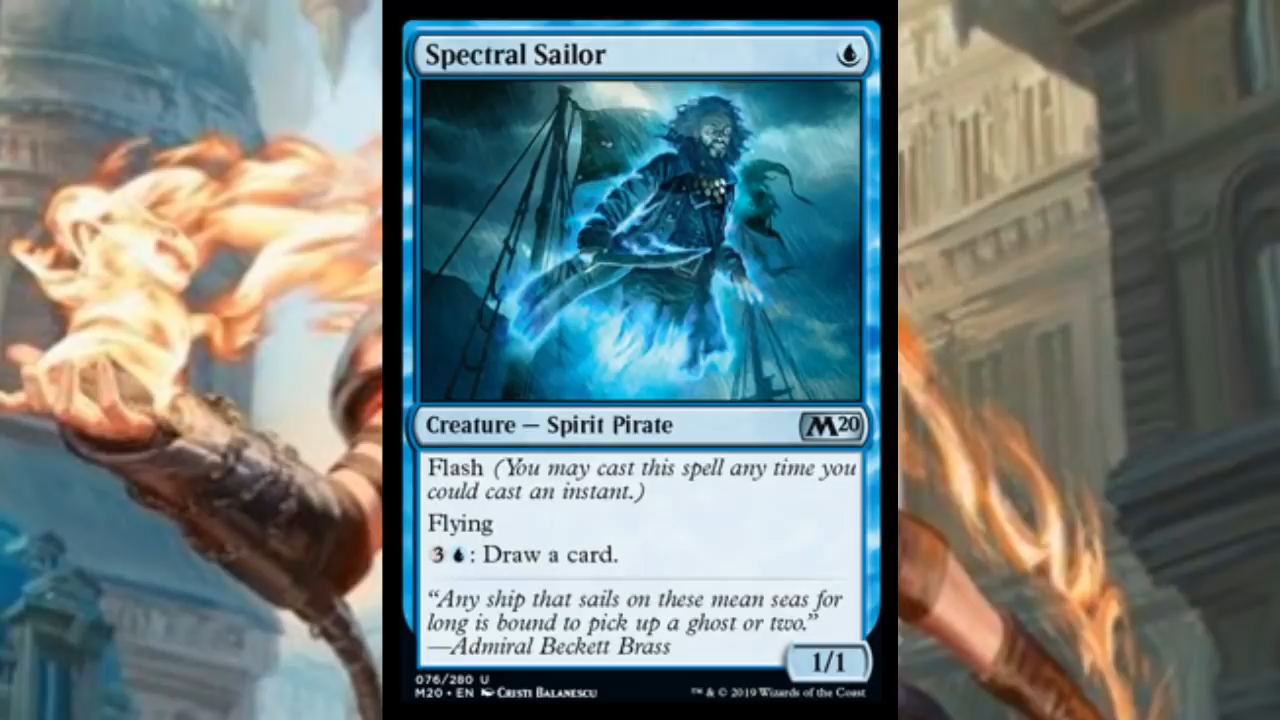 Spectral Sailor
Creature — Spirit Pirate
M20
Flash (You may cast this spell any time you
could cast an instant.)
Flying
3 : Draw a card.
“Any ship that sails on these mean seas for
long is bound to pick up a ghost or two.”
—Admiral Beckett Brass
1/1
076/280 U
M20 • EN Cristi Balanescu
™ & © 2019 Wizards of the Coast